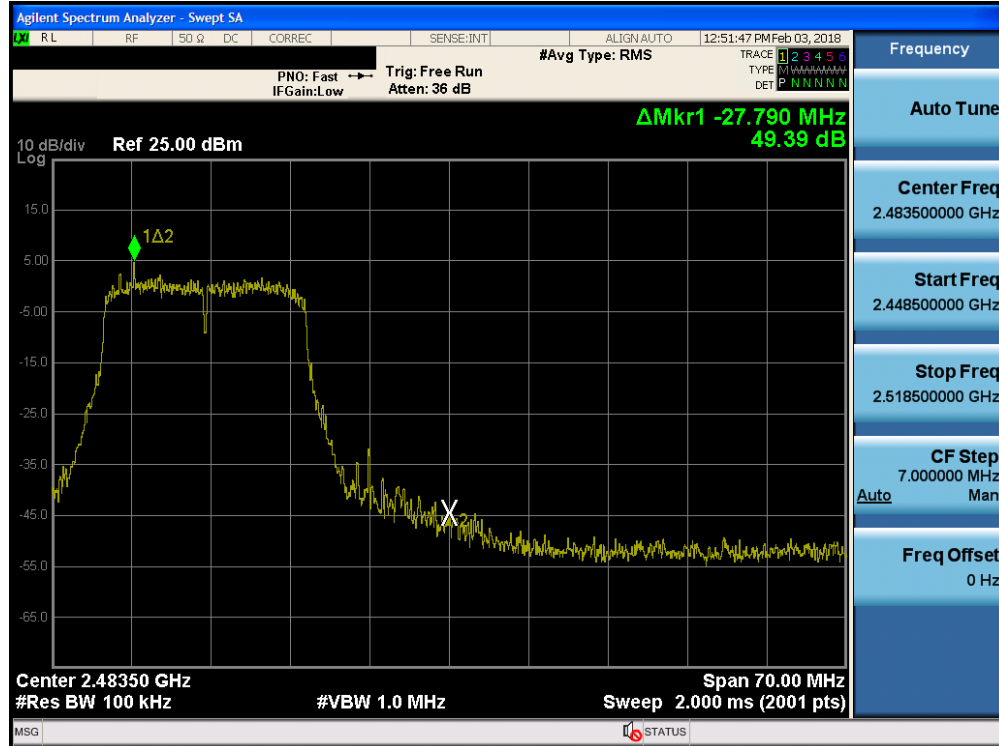 Agilent Spectrum Analyzer - Swept SA
LXI RL RF 50 Ω DC CORREC SENSE:INT ALIGN AUTO 12:51:47 PM Feb 03, 2018
#Avg Type: RMS TRACE 1 2 3 4 5 6
PNO: Fast Trig: Free Run TYPE M WWWWW
IFGain:Low Atten: 36 dB DET P N N N N N
ΔMkr1 -27.790 MHz
49.39 dB
10 dB/div Ref 25.00 dBm
Log
15.0
1Δ2
5.00
-5.00
-15.0
-25.0
-35.0
-45.0
X2
-55.0
-65.0
Center 2.48350 GHz Span 70.00 MHz
#Res BW 100 kHz #VBW 1.0 MHz Sweep 2.000 ms (2001 pts)
MSG STATUS
Frequency
Auto Tune
Center Freq
2.483500000 GHz
Start Freq
2.448500000 GHz
Stop Freq
2.518500000 GHz
CF Step
7.000000 MHz
Auto Man
Freq Offset
0 Hz